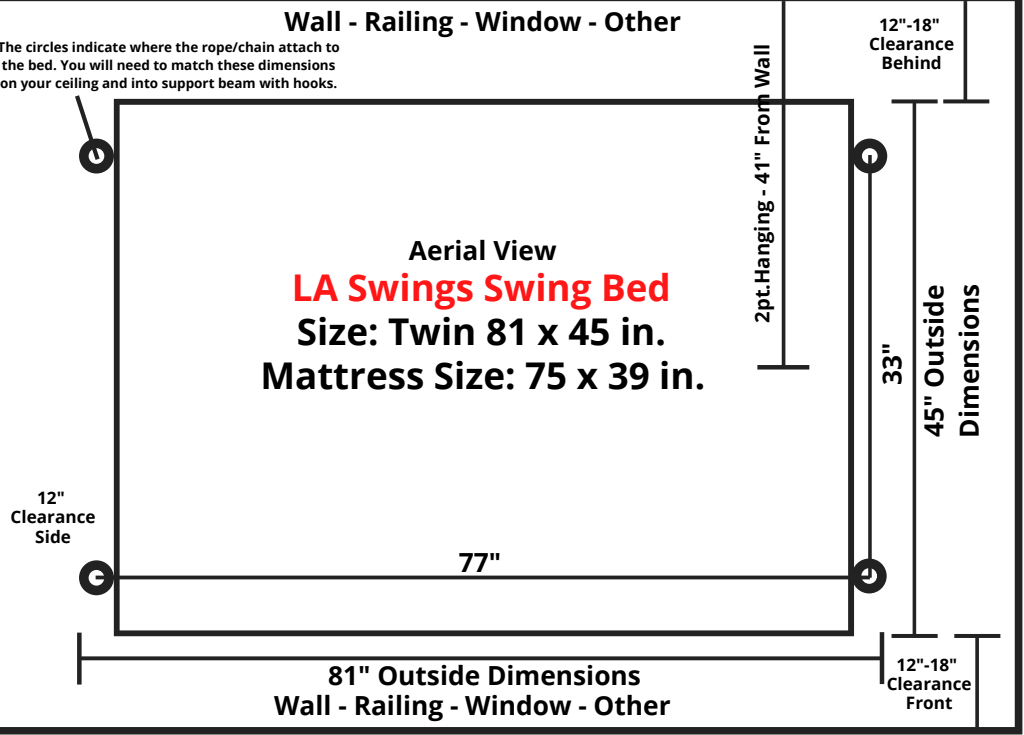 Wall - Railing - Window - Other
The circles indicate where the rope/chain attach to
the bed. You will need to match these dimensions
on your ceiling and into support beam with hooks.
12"-18"
Clearance
Behind
2pt.Hanging - 41" From Wall
Aerial View
LA Swings Swing Bed
Size: Twin 81 x 45 in.
Mattress Size: 75 x 39 in.
33"
45" Outside
Dimensions
12"
Clearance
Side
77"
81" Outside Dimensions
Wall - Railing - Window - Other
12"-18"
Clearance
Front